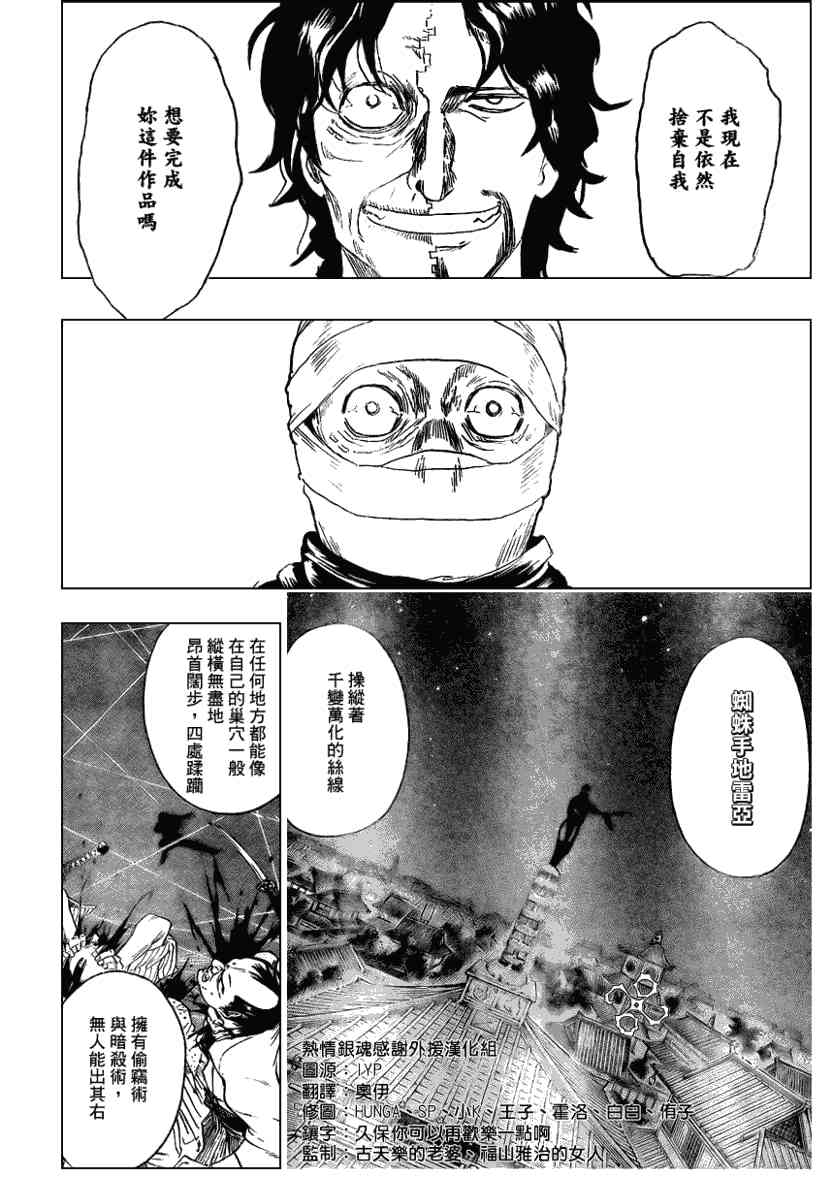 我現在
不是依然
捨棄自我
想要完成
妳這件作品嗎
蜘蛛手地雷亞
操縱著
千變萬化的絲線
在任何地方都能像
在自己的巢穴一般
縱橫無盡地
昂首闊步，四處蹂躪
擁有偷竊術
與暗殺術，
無人能出其右
熱情銀魂感謝外援漢化組
圖源：JYP
翻譯：奧伊
修圖：HUNGA、SP、小K、王子、霍洛、白白、侑子
鑲字：久保你可以再歡樂一點啊
監制：古天樂的老婆、福山雅治的女人